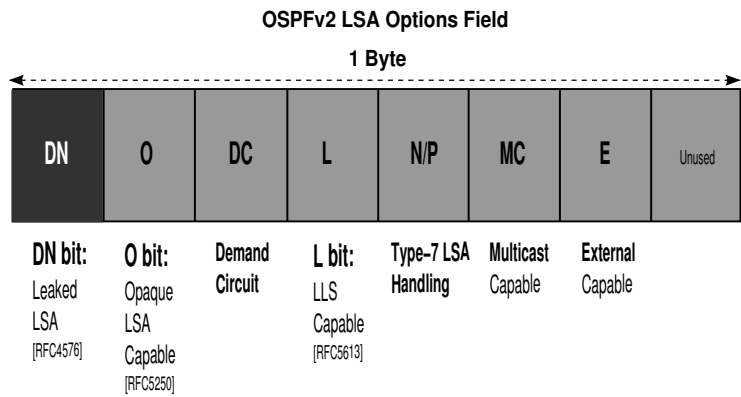 OSPFv2 LSA Options Field
1 Byte
DN O DC L N/P MC E Unused
DN bit:
Leaked
LSA
[RFC4576]
O bit:
Opaque
LSA
Capable
[RFC5250]
Demand
Circuit
L bit:
LLS
Capable
[RFC5613]
Type–7 LSA
Handling
Multicast
Capable
External
Capable